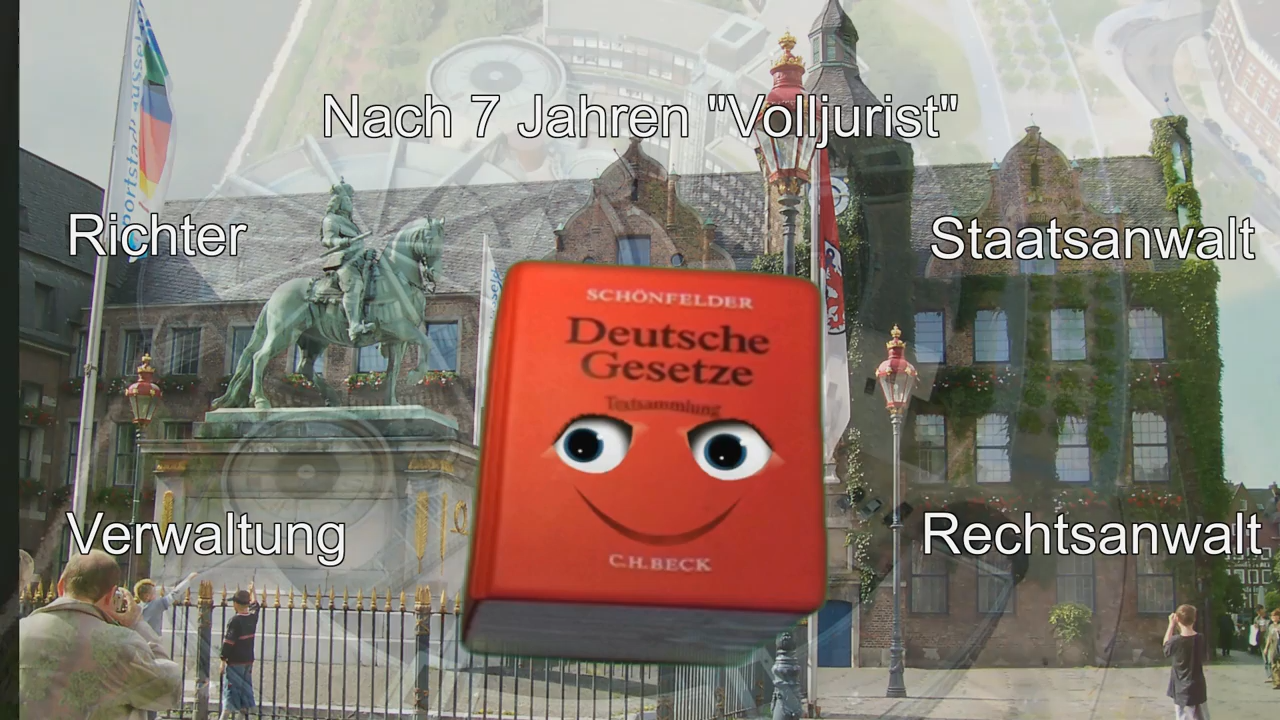 Nach 7 Jahren "Volljurist"
Richter
Staatsanwalt
SCHÖNFELDER
Deutsche
Gesetze
Textsammlung
Verwaltung
Rechtsanwalt
C.H.BECK